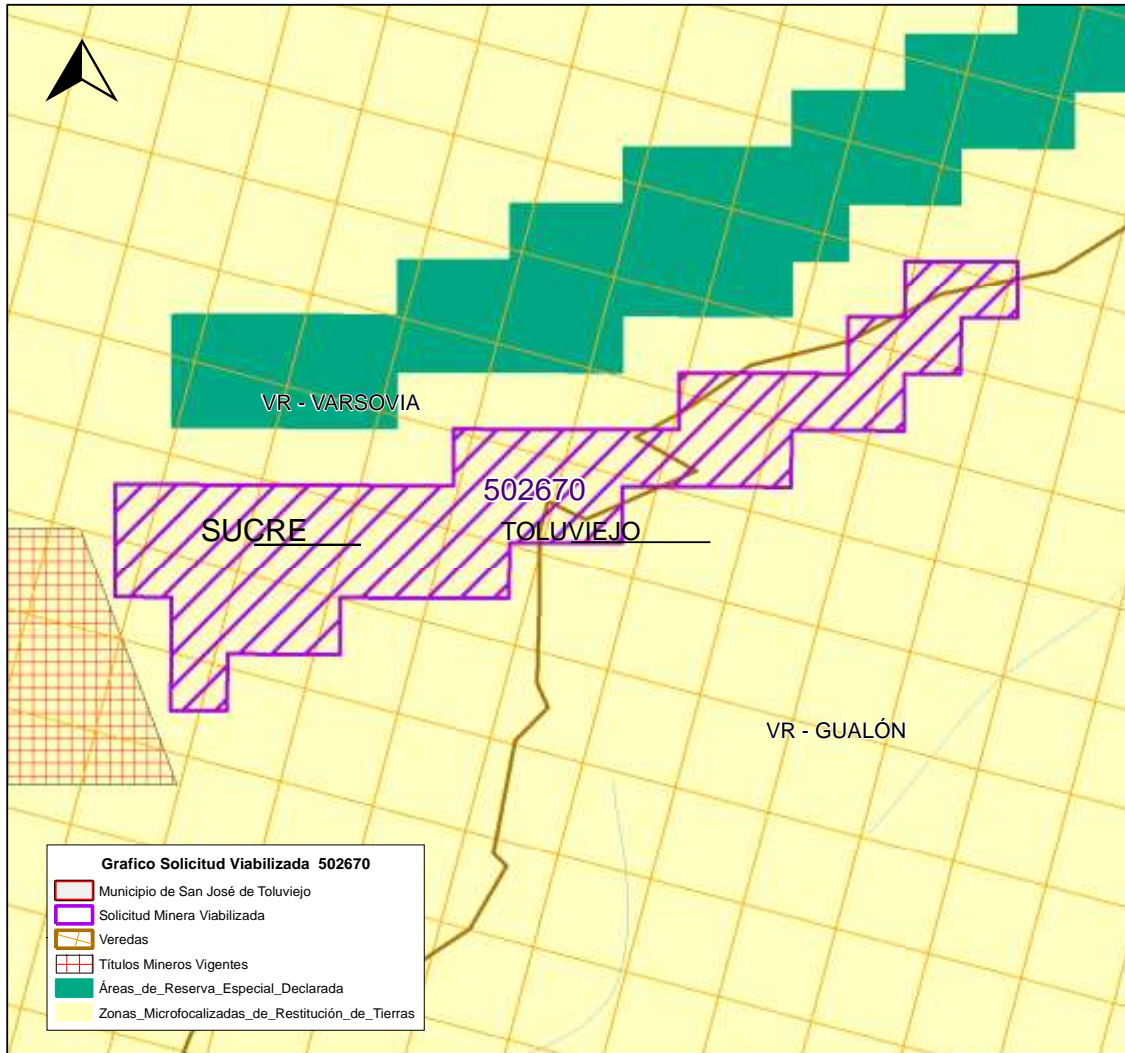 VR - VARSOVIA
502670
SUCRE
TOLUVIEJO
VR - GUALÓN
Grafico Solicitud Viabilizada 502670
Municipio de San José de Toluviejo
Solicitud Minera Viabilizada
Veredas
Títulos Mineros Vigentes
Áreas_de_Reserva_Especial_Declarada
Zonas_Microfocalizadas_de_Restitución_de_Tierras